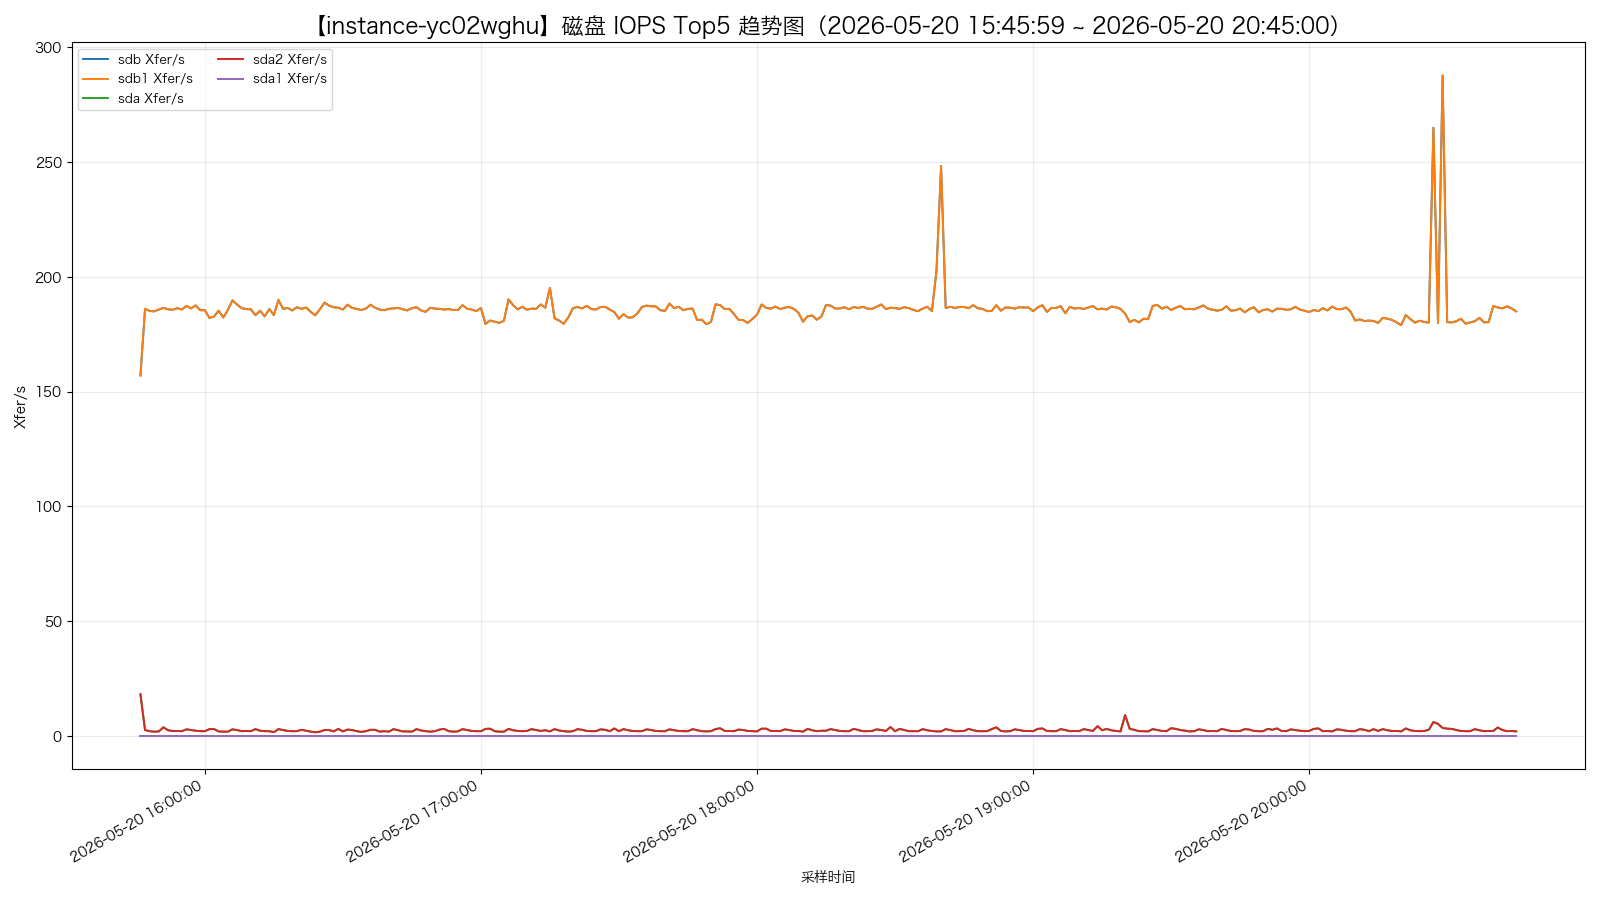 【instance-yc02wghu】磁盘 IOPS Top5 趋势图（2026-05-20 15:45:59 ~ 2026-05-20 20:45:00）
sdb Xfer/s
sdb1 Xfer/s
sda Xfer/s
sda2 Xfer/s
sda1 Xfer/s
300
250
200
150
100
50
0
Xfer/s
2026-05-20 16:00:00
2026-05-20 17:00:00
2026-05-20 18:00:00
2026-05-20 19:00:00
2026-05-20 20:00:00
采样时间